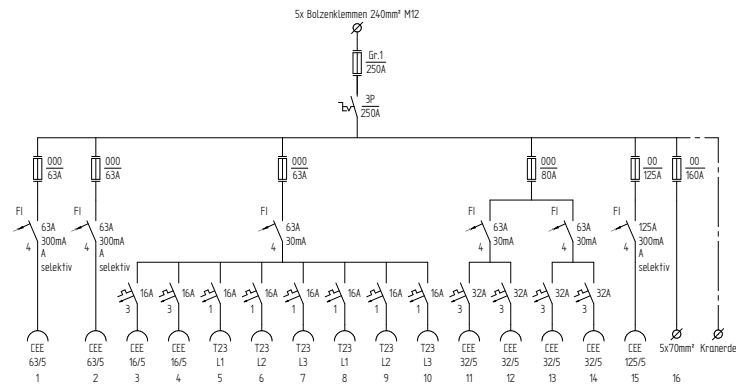 5x Bolzenklemmen 240mm² M12
Gr.1
250A
3P
250A
000
63A
000
63A
000
63A
000
80A
00
125A
00
160A
FI
63A
300mA
A
selektiv
4
FI
63A
300mA
A
selektiv
4
FI
63A
30mA
4
FI
63A
30mA
4
FI
63A
30mA
4
FI
125A
300mA
A
selektiv
4
16A
3
16A
3
16A
1
16A
1
16A
1
16A
1
16A
1
16A
1
32A
3
32A
3
32A
3
32A
3
CEE CEE CEE CEE T23 T23 T23 T23 T23 T23 CEE CEE CEE CEE CEE 5x70mm² Kranerde
63/5 63/5 16/5 16/5 L1 L2 L3 L1 L2 L3 32/5 32/5 32/5 32/5 125/5
1 2 3 4 5 6 7 8 9 10 11 12 13 14 15 16